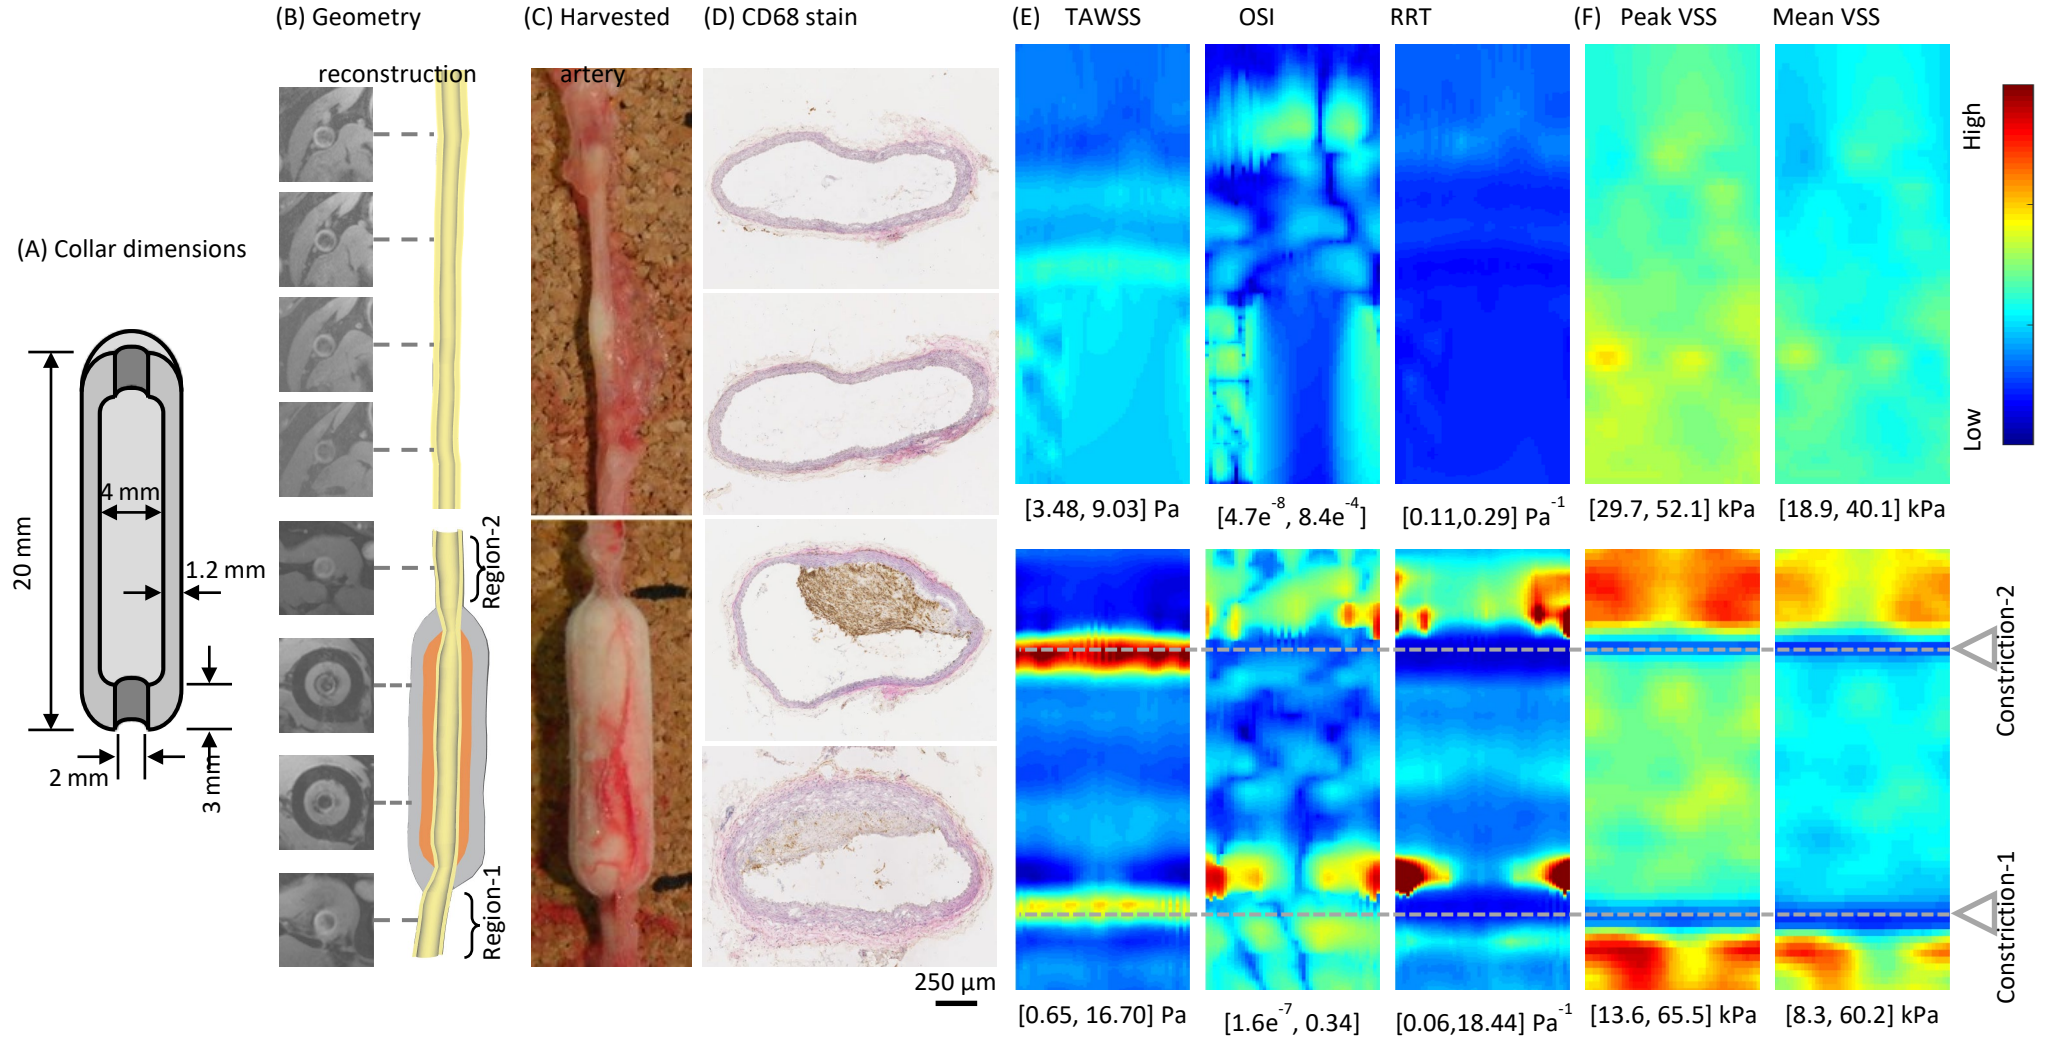 (B) Geometry
reconstruction
(C) Harvested
artery
(D) CD68 stain
(E) TAWSS OSI RRT
(F) Peak VSS Mean VSS
(A) Collar dimensions
20 mm
4 mm
1.2 mm
2 mm
3 mm
Region-2
Region-1
250 µm
High
Low
[3.48, 9.03] Pa
[4.7e-8, 8.4e-4]
[0.11,0.29] Pa-1
[29.7, 52.1] kPa
[18.9, 40.1] kPa
Constriction-2
Constriction-1
[0.65, 16.70] Pa
[1.6e-7, 0.34]
[0.06,18.44] Pa-1
[13.6, 65.5] kPa
[8.3, 60.2] kPa